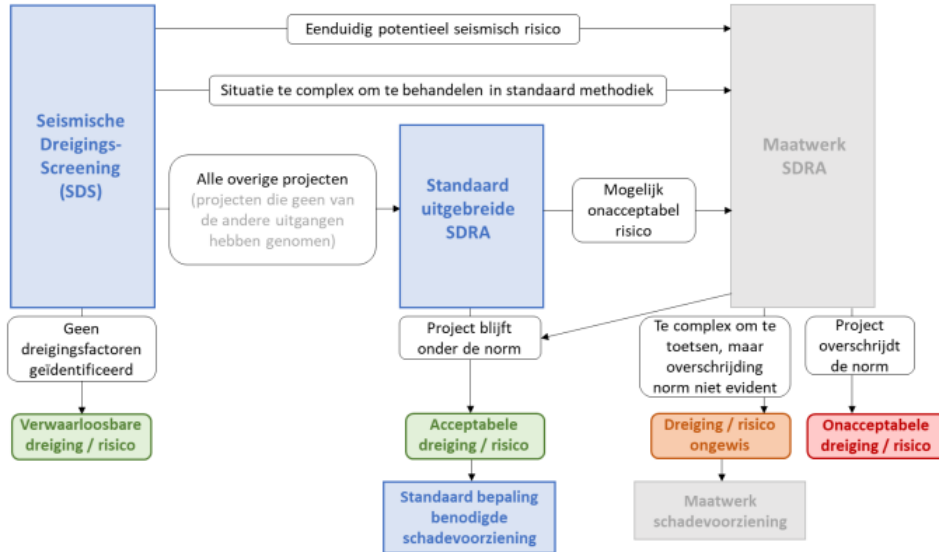 Eenduidig potentieel seismisch risico
Situatie te complex om te behandelen in standaard methodiek
Seismische
Dreigings-
Screening
(SDS)
Alle overige projecten
(projecten die geen van
de andere uitgangen
hebben genomen)
Standaard
uitgebreide
SDRA
Mogelijk
onacceptabel
risico
Maatwerk
SDRA
Geen
dreigingsfactoren
geïdentificeerd
Project blijft
onder de norm
Te complex om te
toetsen, maar
overschrijding
norm niet evident
Project
overschrijdt
de norm
Verwaarloosbare
dreiging / risico
Acceptabele
dreiging / risico
Dreiging / risico
ongewis
Onacceptabele
dreiging / risico
Standaard bepaling
benodigde
schadevoorziening
Maatwerk
schadevoorziening